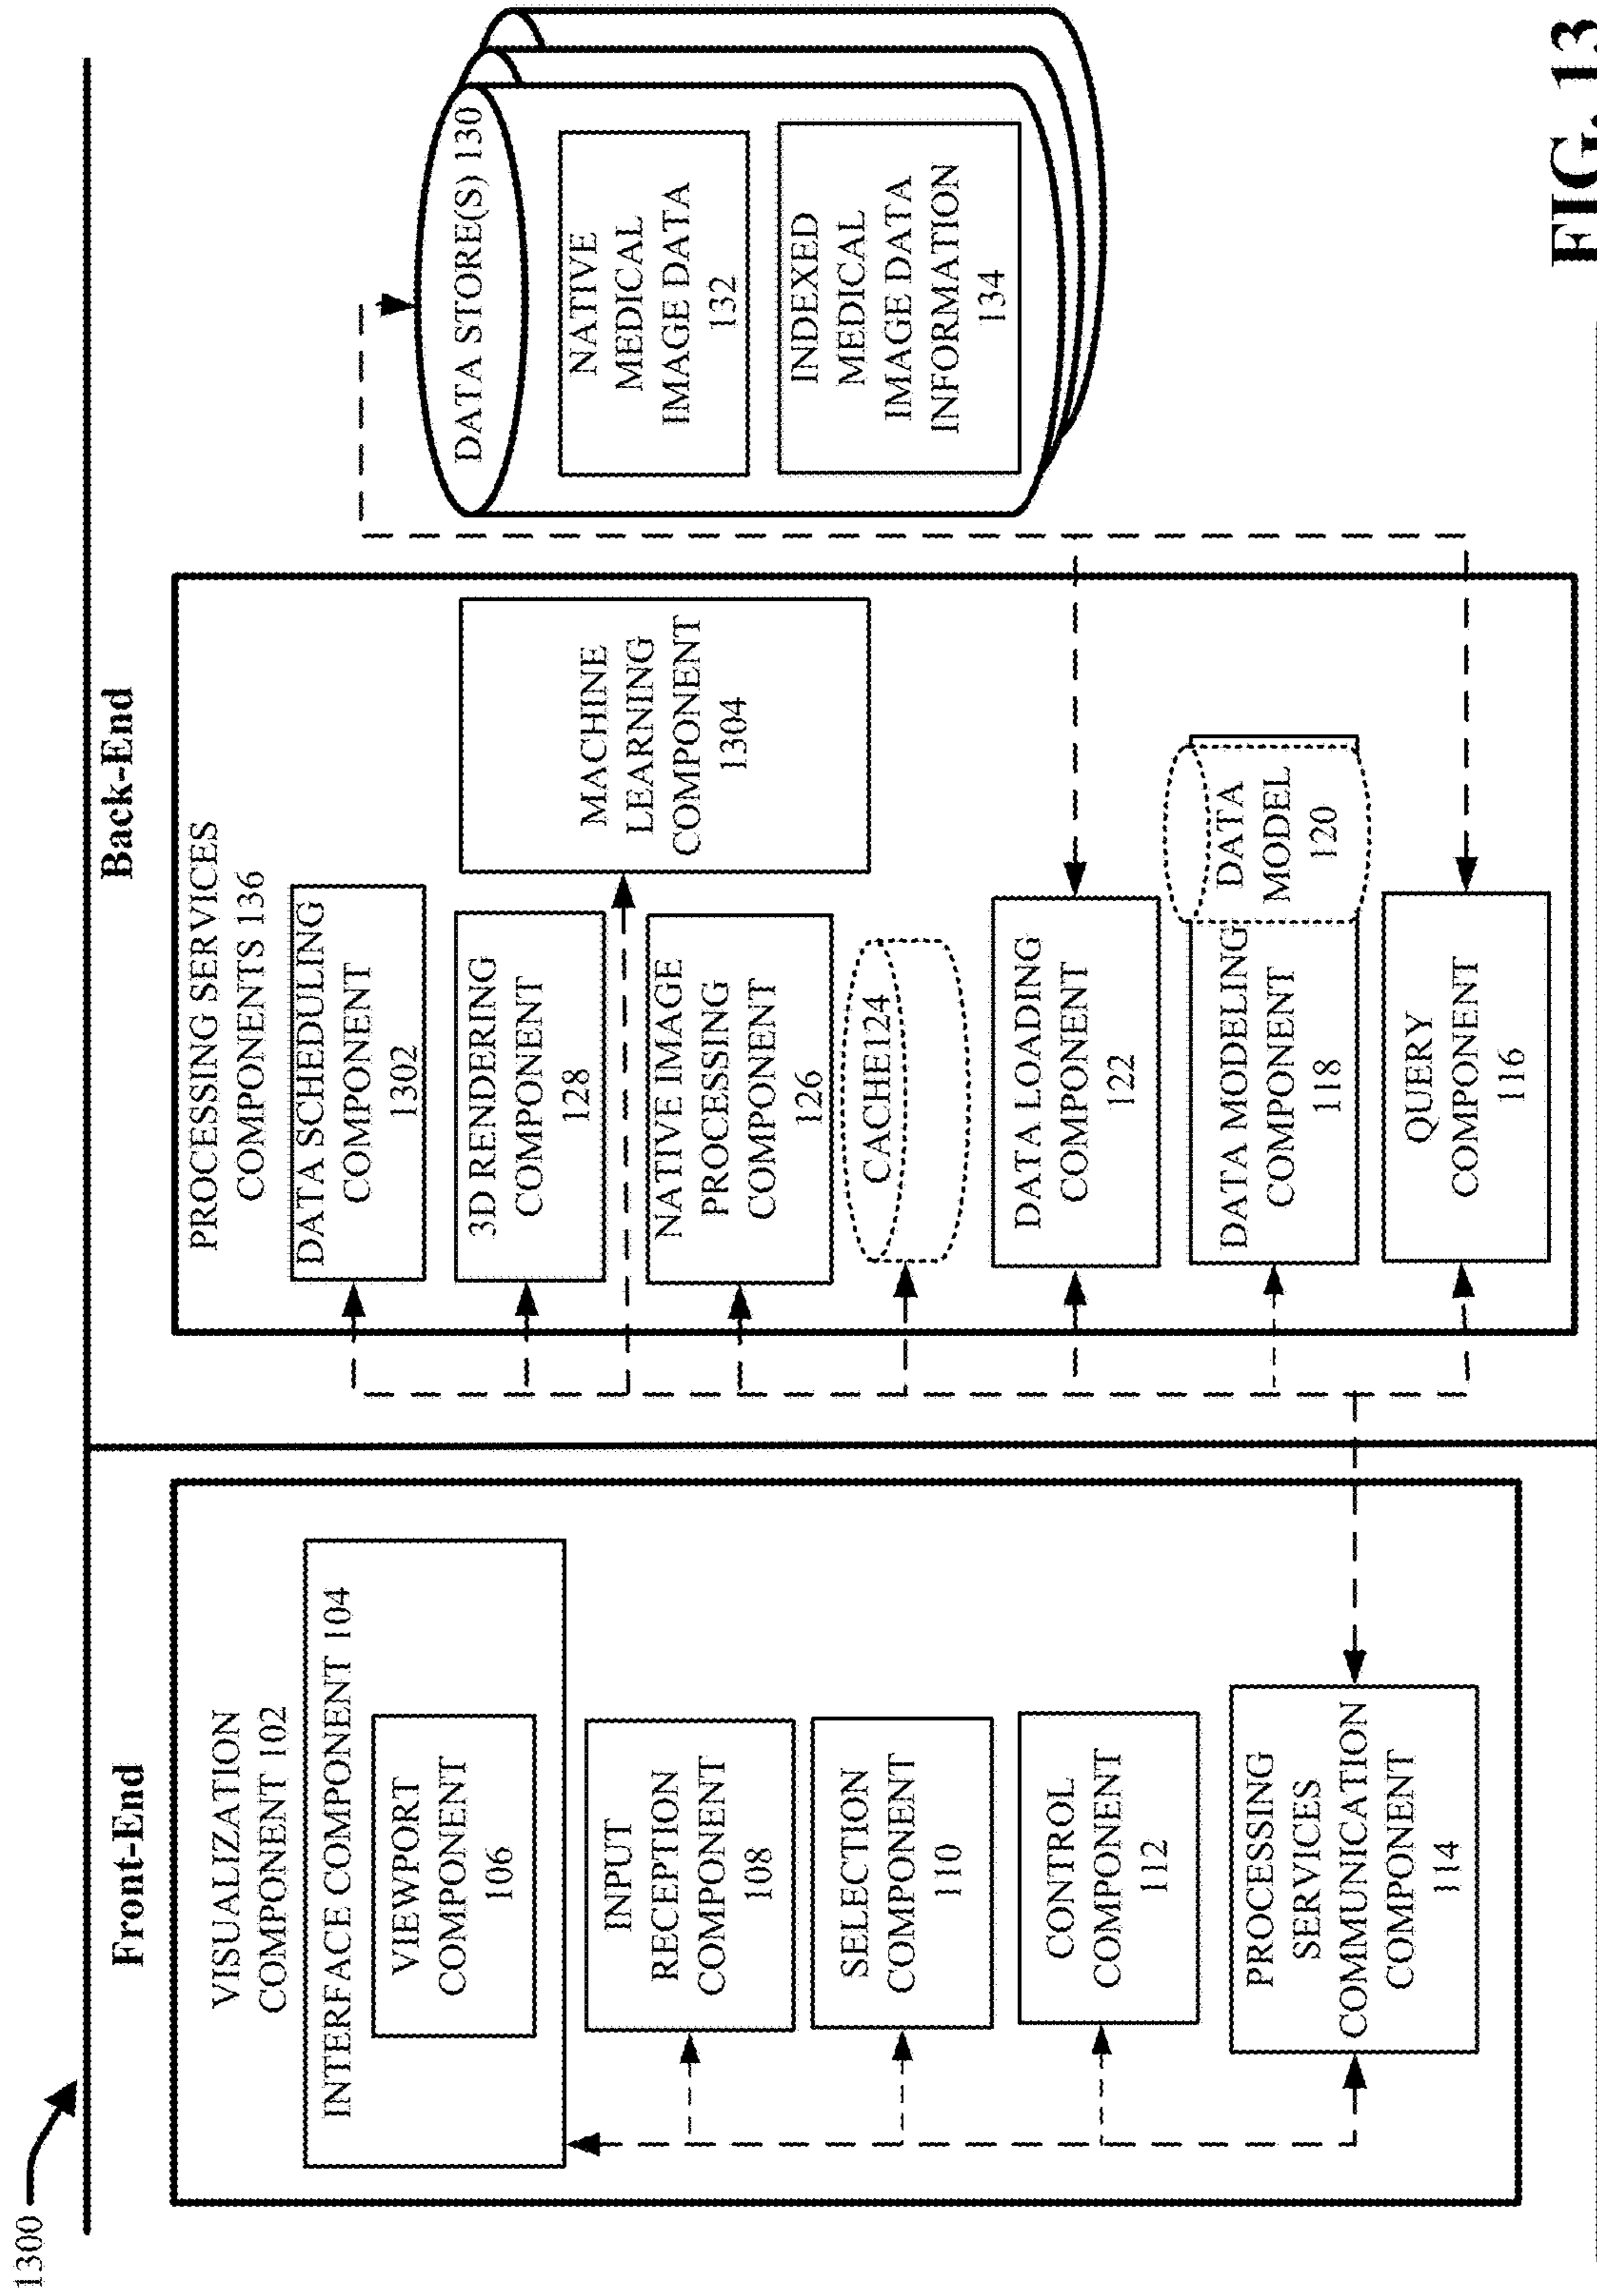 1300
Front-End
VISUALIZATION
COMPONENT 102
INTERFACE COMPONENT 104
VIEWPORT
COMPONENT
106
INPUT
RECEPTION
COMPONENT
108
SELECTION
COMPONENT
110
CONTROL
COMPONENT
112
PROCESSING
SERVICES
COMMUNICATION
COMPONENT
114
Back-End
PROCESSING SERVICES
COMPONENTS 136
DATA SCHEDULING
COMPONENT
1302
3D RENDERING
COMPONENT
128
MACHINE
LEARNING
COMPONENT
1304
NATIVE IMAGE
PROCESSING
COMPONENT
126
CACHE124
DATA LOADING
COMPONENT
122
DATA MODELING
COMPONENT
118
DATA
MODEL
120
QUERY
COMPONENT
116
DATA STORE(S) 130
NATIVE
MEDICAL
IMAGE DATA
132
INDEXED
MEDICAL
IMAGE DATA
INFORMATION
134
FIG. 13